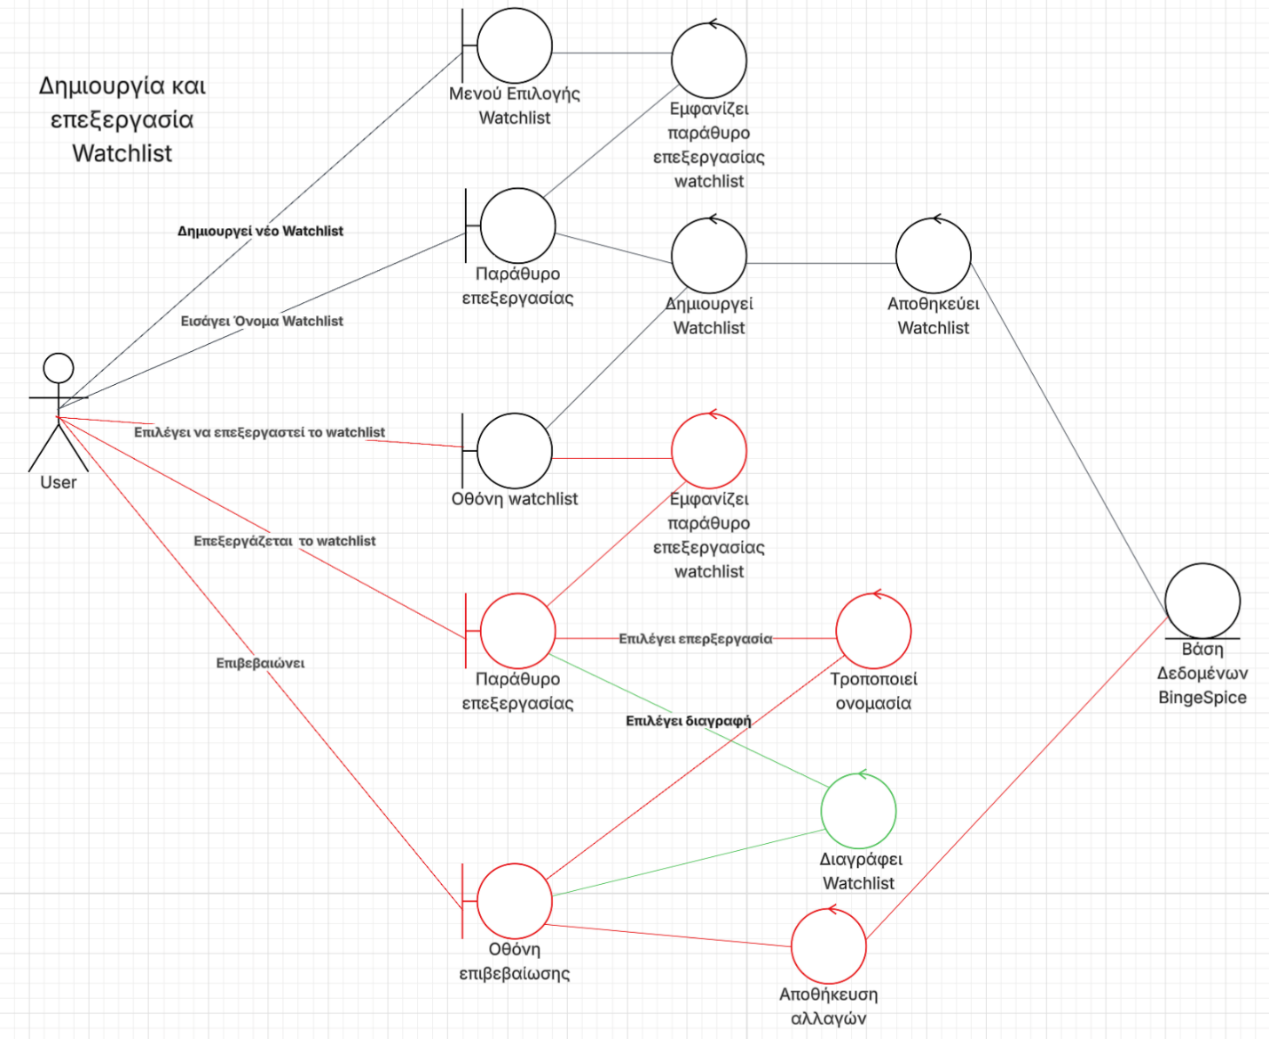 Δημιουργία και
επεξεργασία
Watchlist
Μενού Επιλογής
Watchlist
Εμφανίζει
παράθυρο
επεξεργασίας
watchlist
Δημιουργεί νέο Watchlist
Παράθυρο
επεξεργασίας
Εισάγει Όνομα Watchlist
Δημιουργεί
Watchlist
Αποθηκεύει
Watchlist
User
Επιλέγει να επεξεργαστεί το watchlist
Οθόνη watchlist
Εμφανίζει
παράθυρο
επεξεργασίας
watchlist
Επεξεργάζεται το watchlist
Παράθυρο
επεξεργασίας
Επιλέγει επερξεργασία
Τροποποιεί
ονομασία
Βάση
Δεδομένων
BingeSpice
Επιβεβαιώνει
Επιλέγει διαγραφή
Διαγράφει
Watchlist
Οθόνη
επιβεβαίωσης
Αποθήκευση
αλλαγών